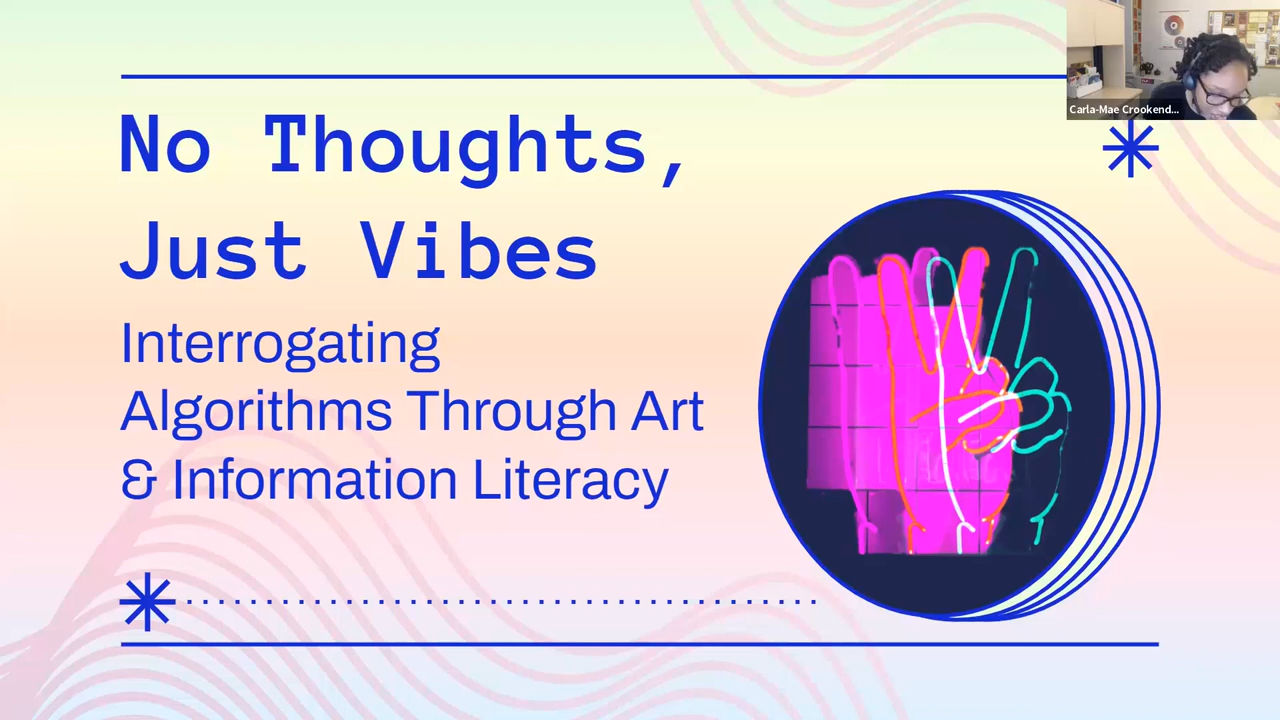 No Thoughts,
Just Vibes
Interrogating
Algorithms Through Art
& Information Literacy
Carla-Mae Crookend...